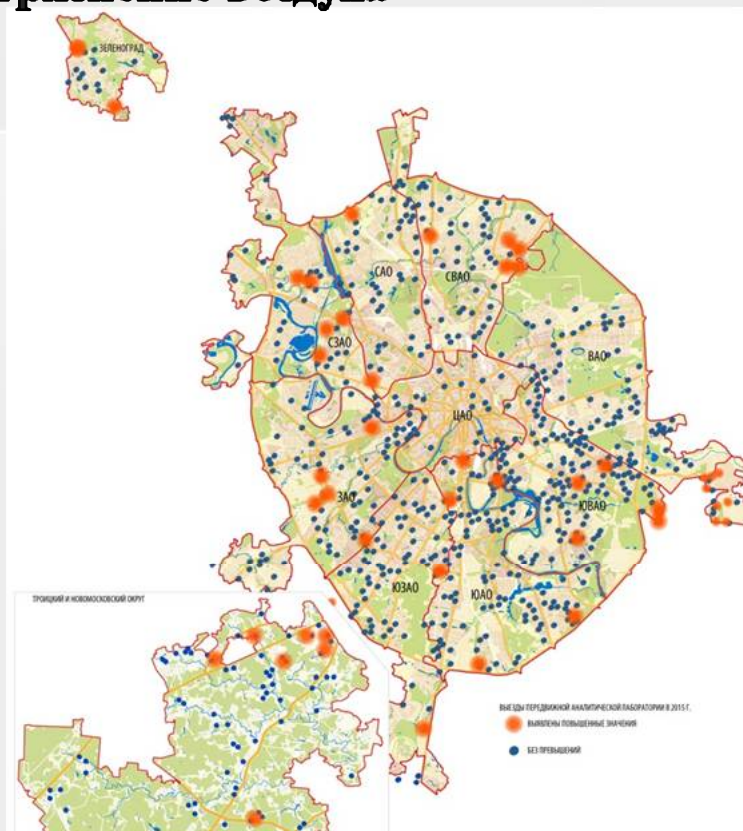 ЗЕЛЕНОГРАД
САО
СВАО
СЗАО
ВАО
ЦАО
ЗАО
ЮВАО
ЮЗАО
ЮАО
ТРОИЦКИЙ И НОВОМОСКОВСКИЙ ОКРУГ
ВЫЕЗДЫ ПЕРЕДВИЖНОЙ АНАЛИТИЧЕСКОЙ ЛАБОРАТОРИИ В 2015 Г.
ВЫЯВЛЕНЫ ПОВЫШЕННЫЕ ЗНАЧЕНИЯ
БЕЗ ПРЕВЫШЕНИЙ